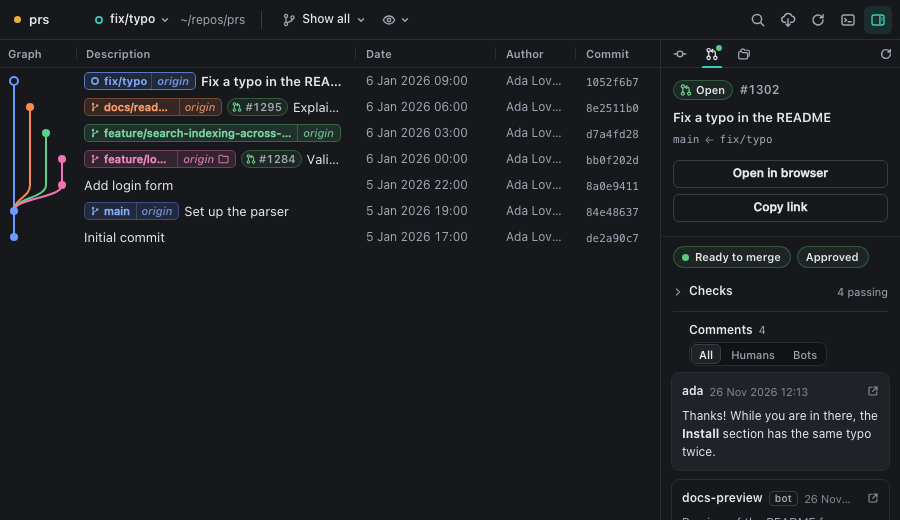 prs fix/typo ~/repos/prs Show all
Graph Description Date Author Commit
fix/typo origin Fix a typo in the REA... 6 Jan 2026 09:00 Ada Lov... 1052f6b7
docs/read... origin #1295 Explai... 6 Jan 2026 06:00 Ada Lov... 8e2511b0
feature/search-indexing-across-... origin 6 Jan 2026 03:00 Ada Lov... d7a4fd28
feature/lo... origin #1284 Vali... 6 Jan 2026 00:00 Ada Lov... bb0f202d
Add login form 5 Jan 2026 22:00 Ada Lov... 8a0e9411
main origin Set up the parser 5 Jan 2026 19:00 Ada Lov... 84e48637
Initial commit 5 Jan 2026 17:00 Ada Lov... de2a90c7
Open #1302
Fix a typo in the README
main ← fix/typo
Open in browser
Copy link
Ready to merge Approved
Checks 4 passing
Comments 4
All Humans Bots
ada 26 Nov 2026 12:13
Thanks! While you are in there, the
Install section has the same typo
twice.
docs-preview bot 26 Nov...